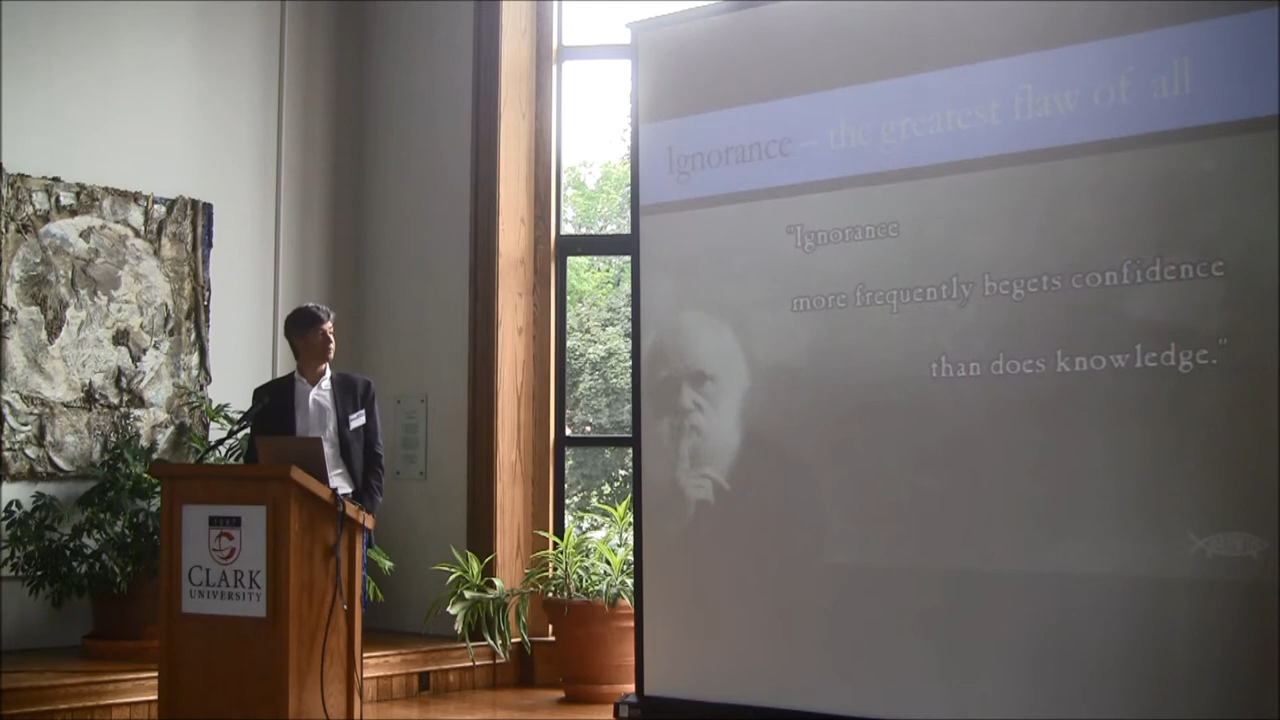 Ignorance – the greatest flaw of all
"Ignorance
more frequently begets confidence
than does knowledge."
CLARK
UNIVERSITY